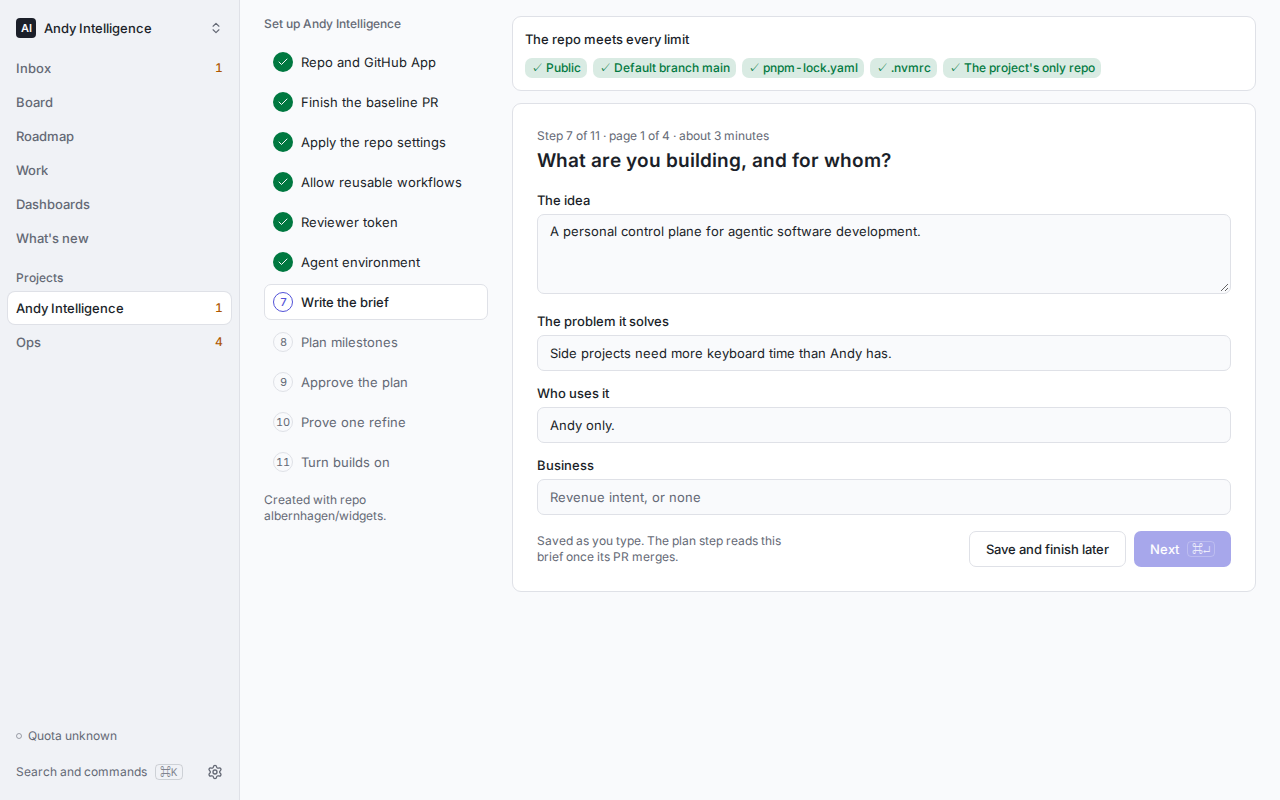 AI Andy Intelligence
Inbox 1
Board
Roadmap
Work
Dashboards
What's new
Projects
Andy Intelligence 1
Ops 4
Quota unknown
Search and commands ⌘K
Set up Andy Intelligence
Repo and GitHub App
Finish the baseline PR
Apply the repo settings
Allow reusable workflows
Reviewer token
Agent environment
7 Write the brief
8 Plan milestones
9 Approve the plan
10 Prove one refine
11 Turn builds on
Created with repo
albernhagen/widgets.
The repo meets every limit
✓ Public ✓ Default branch main ✓ pnpm-lock.yaml ✓ .nvmrc ✓ The project's only repo
Step 7 of 11 · page 1 of 4 · about 3 minutes
What are you building, and for whom?
The idea
A personal control plane for agentic software development.
The problem it solves
Side projects need more keyboard time than Andy has.
Who uses it
Andy only.
Business
Revenue intent, or none
Saved as you type. The plan step reads this
brief once its PR merges.
Save and finish later
Next ⌘↵